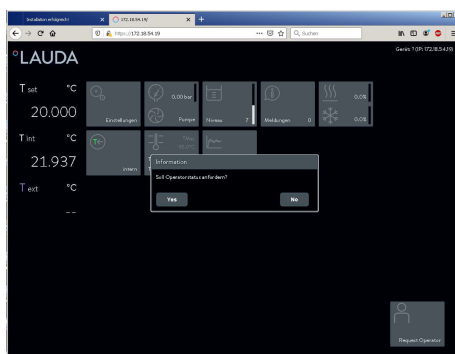 Installation erfolgreich!
172.18.54.19/
https://172.18.54.19
Suchen
°LAUDA
Gerät: ? (IP: 172.18.54.19)
T set °C
20.000
Einstellungen
0.00 bar
Pumpe
Niveau 7
Meldungen 0
0.0%
0.0%
T int °C
21.937
intern
Information
Soll Operatorstatus anfordern?
Yes
No
T ext °C
--
Request Operator